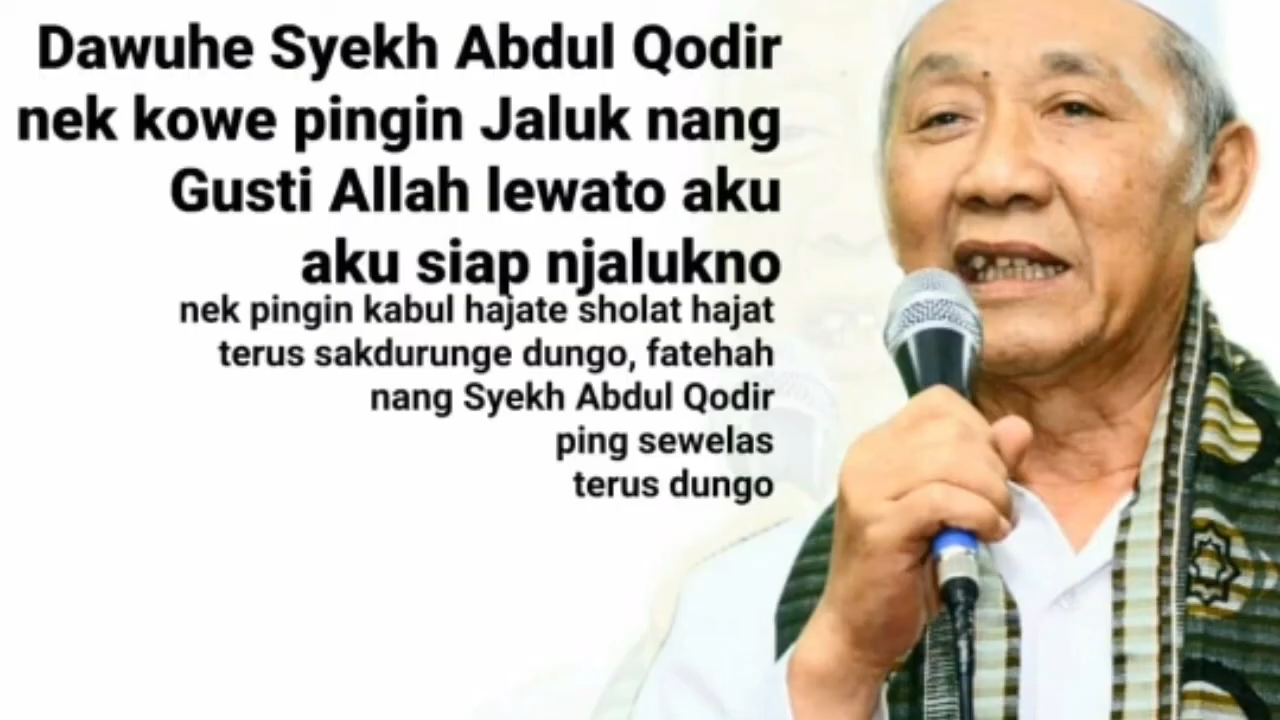 Dawuhe Syekh Abdul Qodir
nek kowe pingin Jaluk nang
Gusti Allah lewato aku
aku siap njalukno
nek pingin kabul hajate sholat hajat
terus sakdurunge dungo, fatehah
nang Syekh Abdul Qodir
ping sewelas
terus dungo